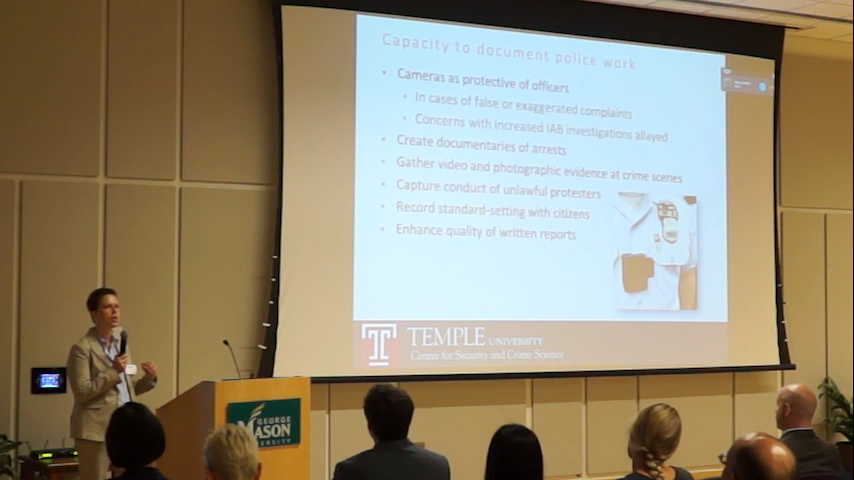 Capacity to document police work
• Cameras as protective of officers
• In cases of false or exaggerated complaints
• Concerns with increased IAB investigations allayed
• Create documentaries of arrests
• Gather video and photographic evidence at crime scenes
• Capture conduct of unlawful protesters
• Record standard-setting with citizens
• Enhance quality of written reports
T
TEMPLE UNIVERSITY
Center for Security and Crime Science
GEORGE
MASON